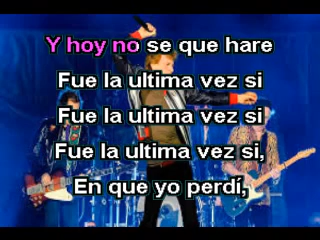 Y hoy no se que hare
Fue la ultima vez si
Fue la ultima vez si
Fue la ultima vez si,
En que yo perdí,